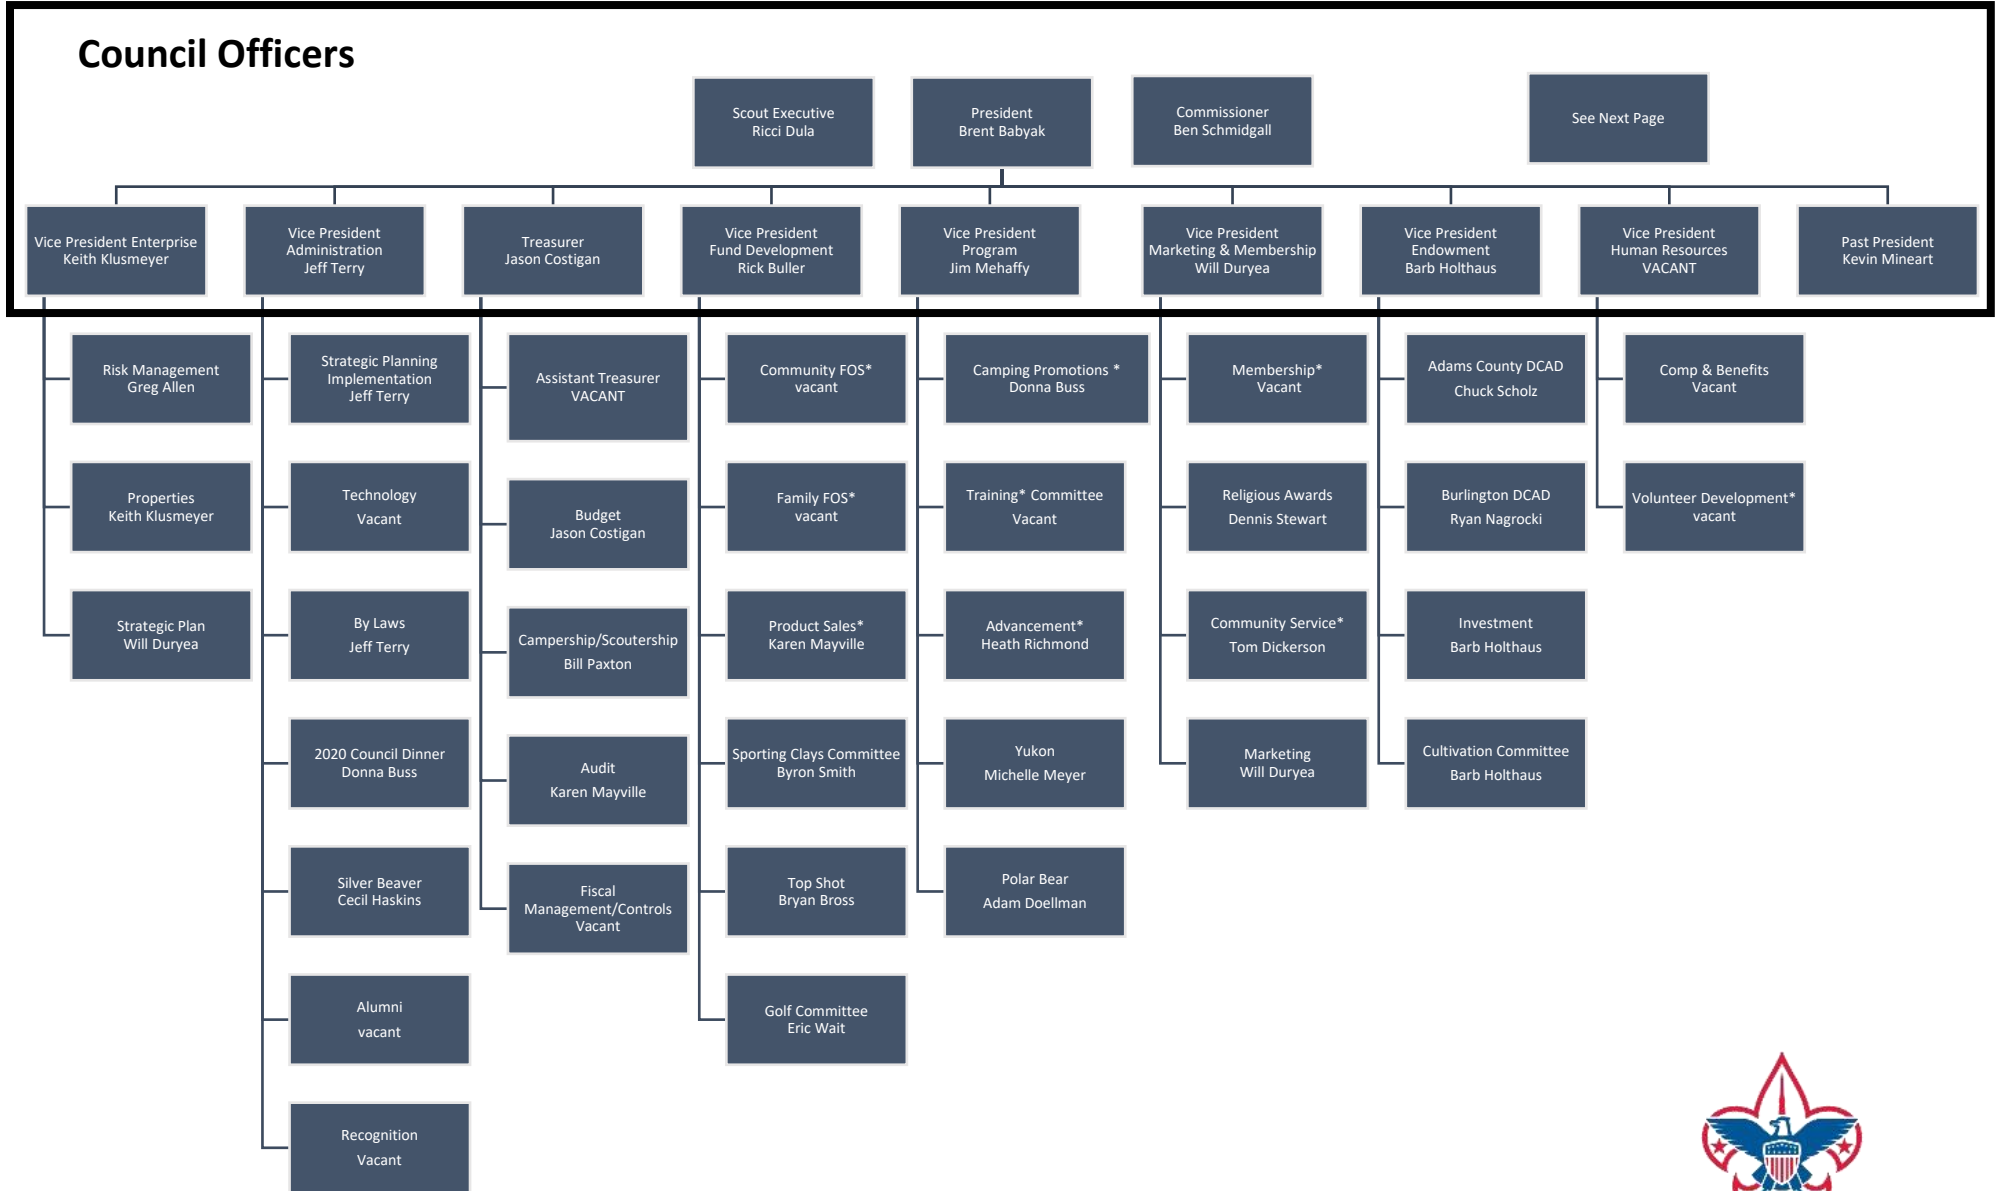 Council Officers
Scout Executive
Ricci Dula
President
Brent Babyak
Commissioner
Ben Schmidgall
See Next Page
Vice President Enterprise
Keith Klusmeyer
Vice President
Administration
Jeff Terry
Treasurer
Jason Costigan
Vice President
Fund Development
Rick Buller
Vice President
Program
Jim Mehaffy
Vice President
Marketing & Membership
Will Duryea
Vice President
Endowment
Barb Holthaus
Vice President
Human Resources
VACANT
Past President
Kevin Mineart
Risk Management
Greg Allen
Properties
Keith Klusmeyer
Strategic Plan
Will Duryea
Strategic Planning
Implementation
Jeff Terry
Technology
Vacant
By Laws
Jeff Terry
2020 Council Dinner
Donna Buss
Silver Beaver
Cecil Haskins
Alumni
vacant
Recognition
Vacant
Assistant Treasurer
VACANT
Budget
Jason Costigan
Campership/Scoutership
Bill Paxton
Audit
Karen Mayville
Fiscal
Management/Controls
Vacant
Community FOS*
vacant
Family FOS*
vacant
Product Sales*
Karen Mayville
Sporting Clays Committee
Byron Smith
Top Shot
Bryan Bross
Golf Committee
Eric Wait
Camping Promotions *
Donna Buss
Training* Committee
Vacant
Advancement*
Heath Richmond
Yukon
Michelle Meyer
Polar Bear
Adam Doellman
Membership*
Vacant
Religious Awards
Dennis Stewart
Community Service*
Tom Dickerson
Marketing
Will Duryea
Adams County DCAD
Chuck Scholz
Burlington DCAD
Ryan Nagrocki
Investment
Barb Holthaus
Cultivation Committee
Barb Holthaus
Comp & Benefits
Vacant
Volunteer Development*
vacant